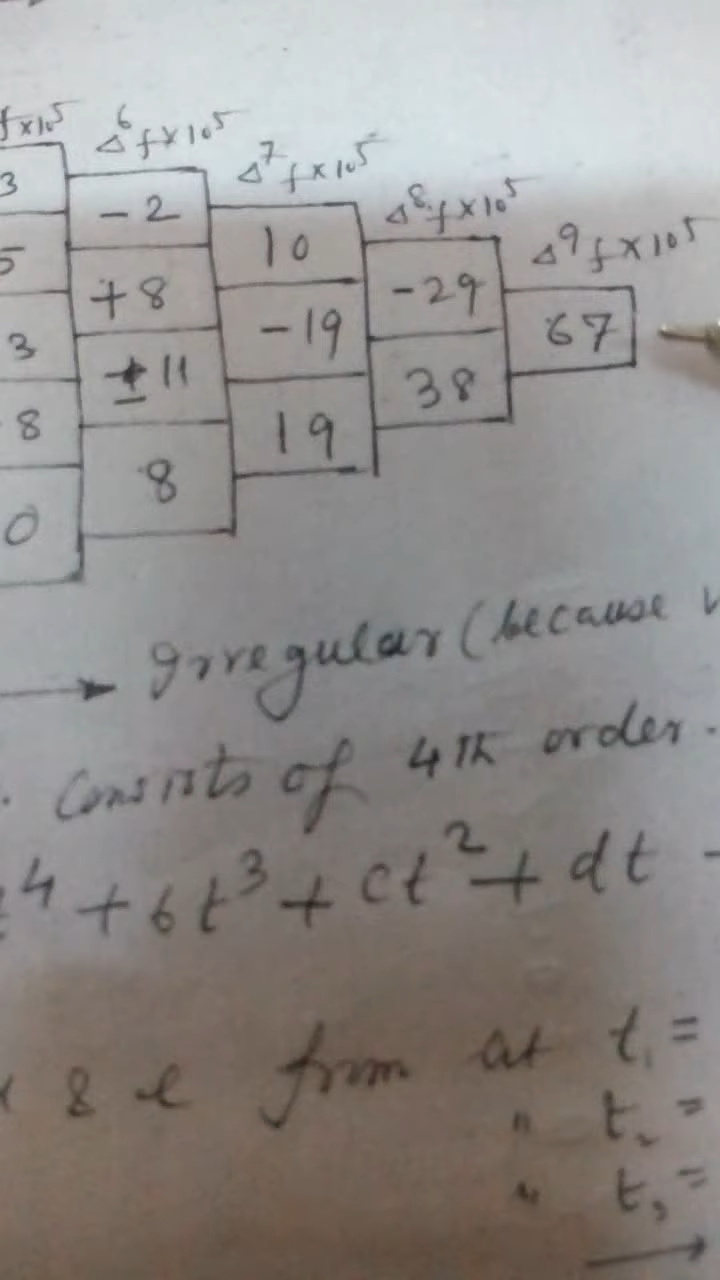 f×10⁵ Δ⁶f×10⁵ Δ⁷f×10⁵ Δ⁸f×10⁵ Δ⁹f×10⁵
3 -2 10 -29 67
5 +8 -19 38
3 ±11 19
8 8
0
Irregular (because
consists of 4th order.
4 + bt³ + ct² + dt -
& e from at t₁ =
" t₂ =
" t₃ =